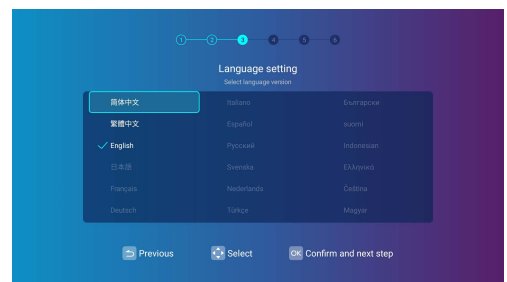 1 2 3 4 5 6
Language setting
Select language version
简体中文 Italiano Български
繁體中文 Español suomi
English Русский Indonesian
日本語 Svenska Ελληνικά
Français Nederlands Čeština
Deutsch Türkçe Magyar
Previous Select OK Confirm and next step